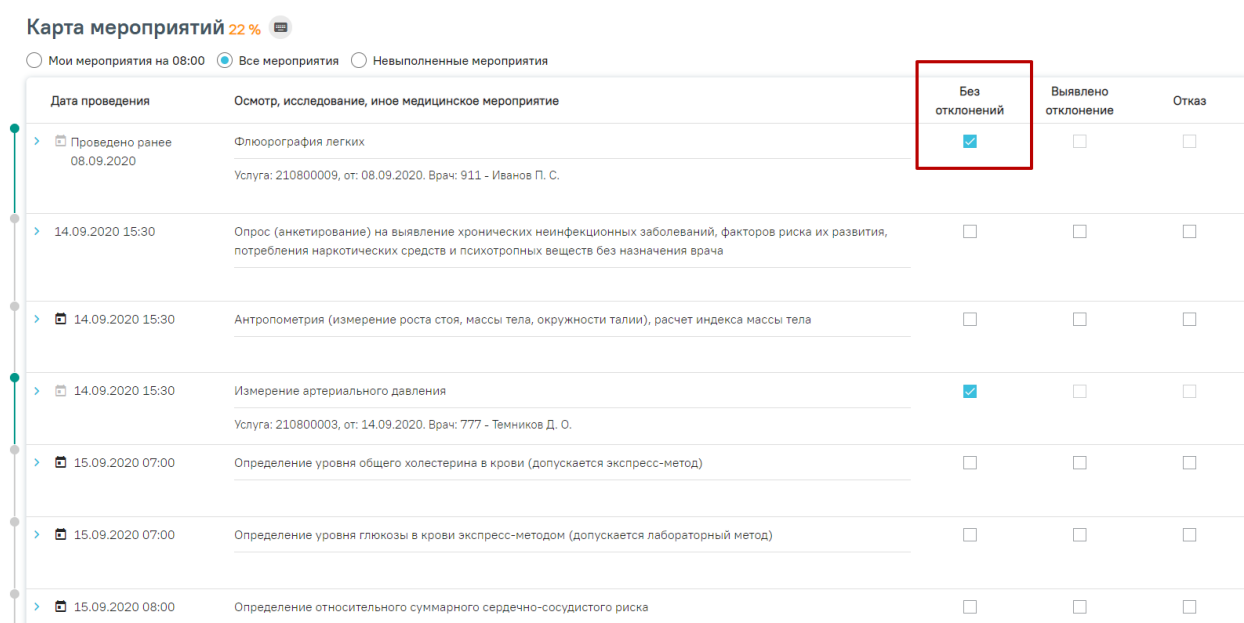 Карта мероприятий 22 %
Мои мероприятия на 08:00 Все мероприятия Невыполненные мероприятия
Дата проведения Осмотр, исследование, иное медицинское мероприятие Без отклонений Выявлено отклонение Отказ
Проведено ранее 08.09.2020 Флюорография легких
Услуга: 210800009, от: 08.09.2020. Врач: 911 - Иванов П. С.
14.09.2020 15:30 Опрос (анкетирование) на выявление хронических неинфекционных заболеваний, факторов риска их развития,
потребления наркотических средств и психотропных веществ без назначения врача
14.09.2020 15:30 Антропометрия (измерение роста стоя, массы тела, окружности талии), расчет индекса массы тела
14.09.2020 15:30 Измерение артериального давления
Услуга: 210800003, от: 14.09.2020. Врач: 777 - Темников Д. О.
15.09.2020 07:00 Определение уровня общего холестерина в крови (допускается экспресс-метод)
15.09.2020 07:00 Определение уровня глюкозы в крови экспресс-методом (допускается лабораторный метод)
15.09.2020 08:00 Определение относительного суммарного сердечно-сосудистого риска